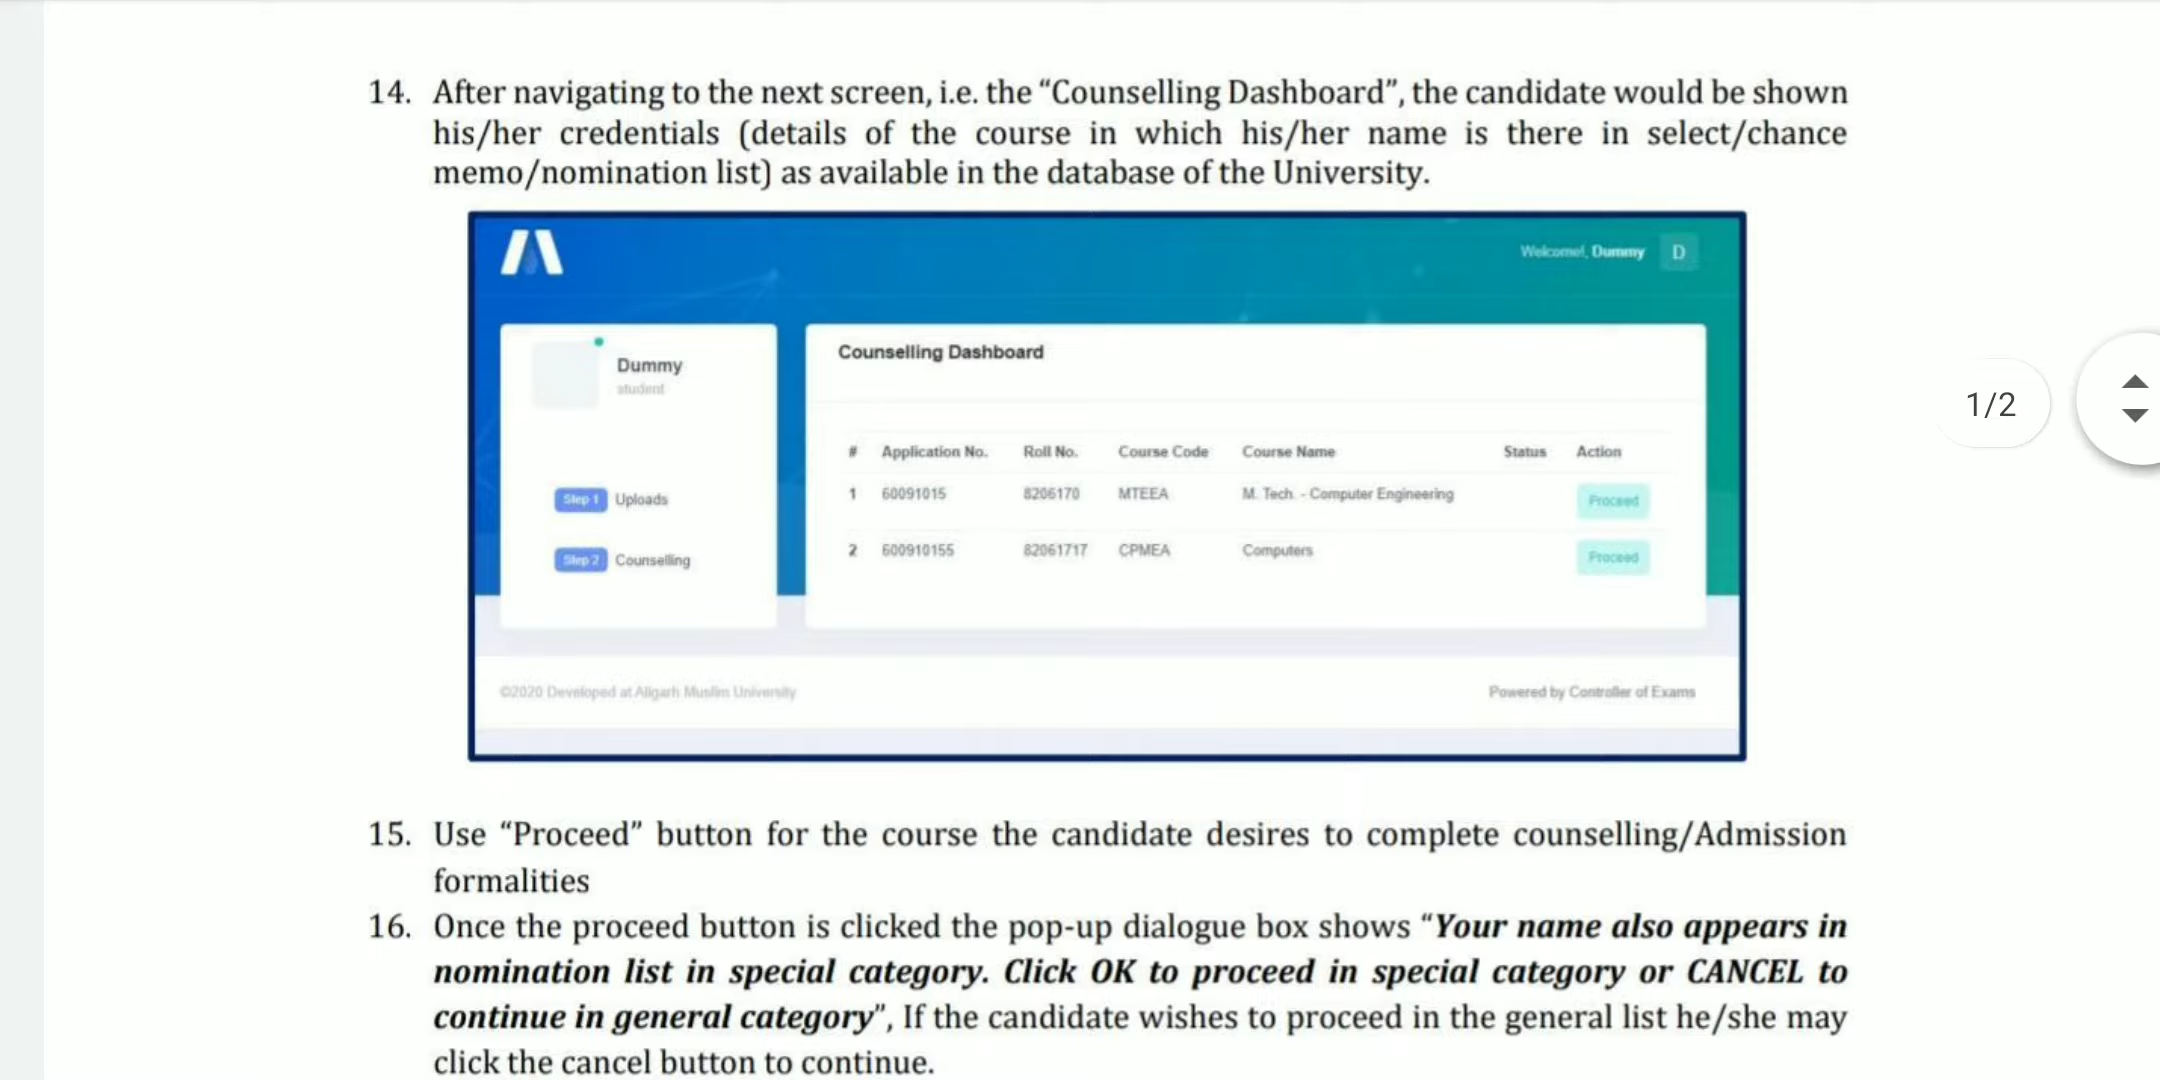 14. After navigating to the next screen, i.e. the “Counselling Dashboard”, the candidate would be shown
his/her credentials (details of the course in which his/her name is there in select/chance
memo/nomination list) as available in the database of the University.
Welcome!, Dummy D
Dummy
student
Step 1 Uploads
Step 2 Counselling
Counselling Dashboard
# Application No. Roll No. Course Code Course Name Status Action
1 60091015 8206170 MTEEA M. Tech. - Computer Engineering Proceed
2 600910155 82061717 CPMEA Computers Proceed
©2020 Developed at Aligarh Muslim University
Powered by Controller of Exams
1/2
15. Use “Proceed” button for the course the candidate desires to complete counselling/Admission
formalities
16. Once the proceed button is clicked the pop-up dialogue box shows “Your name also appears in
nomination list in special category. Click OK to proceed in special category or CANCEL to
continue in general category”, If the candidate wishes to proceed in the general list he/she may
click the cancel button to continue.